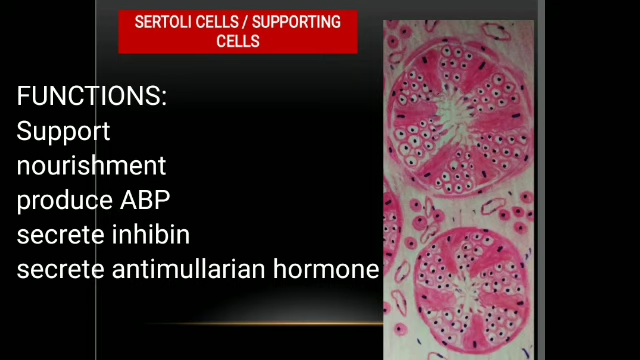 SERTOLI CELLS / SUPPORTING
CELLS
FUNCTIONS:
Support
nourishment
produce ABP
secrete inhibin
secrete antimullarian hormone